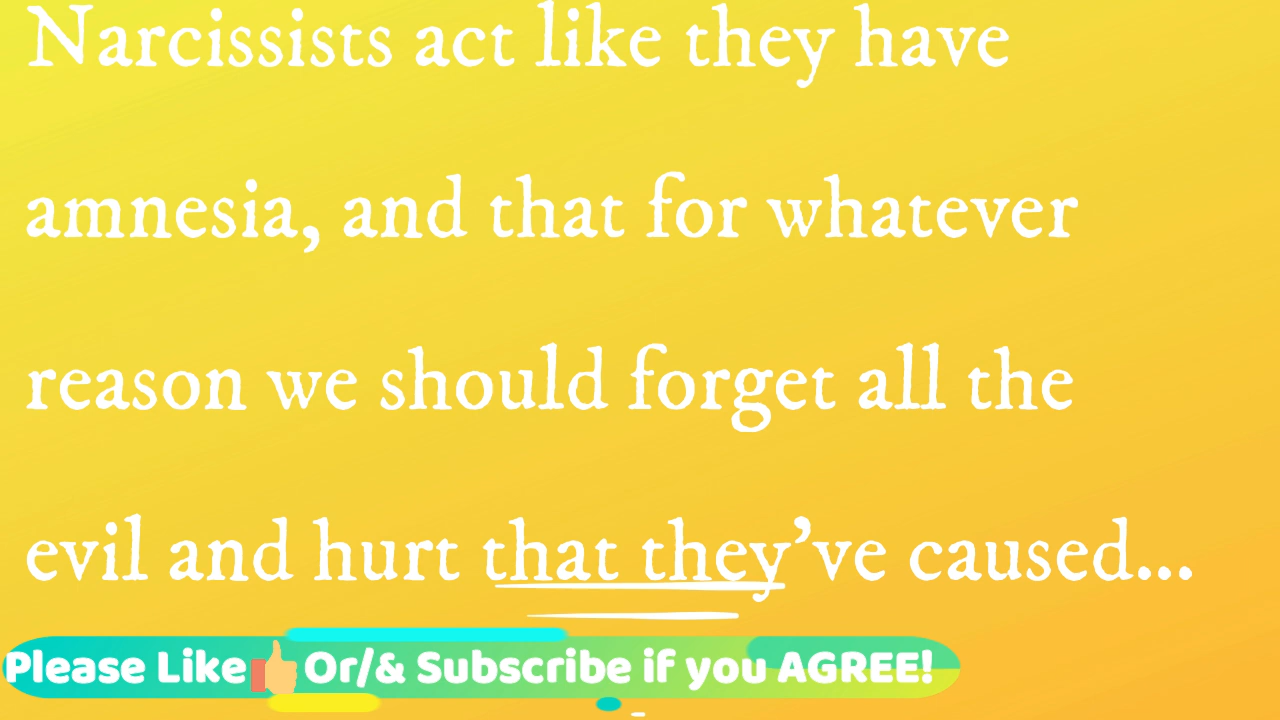 Narcissists act like they have
amnesia, and that for whatever
reason we should forget all the
evil and hurt that they've caused...
Please Like Or/& Subscribe if you AGREE!